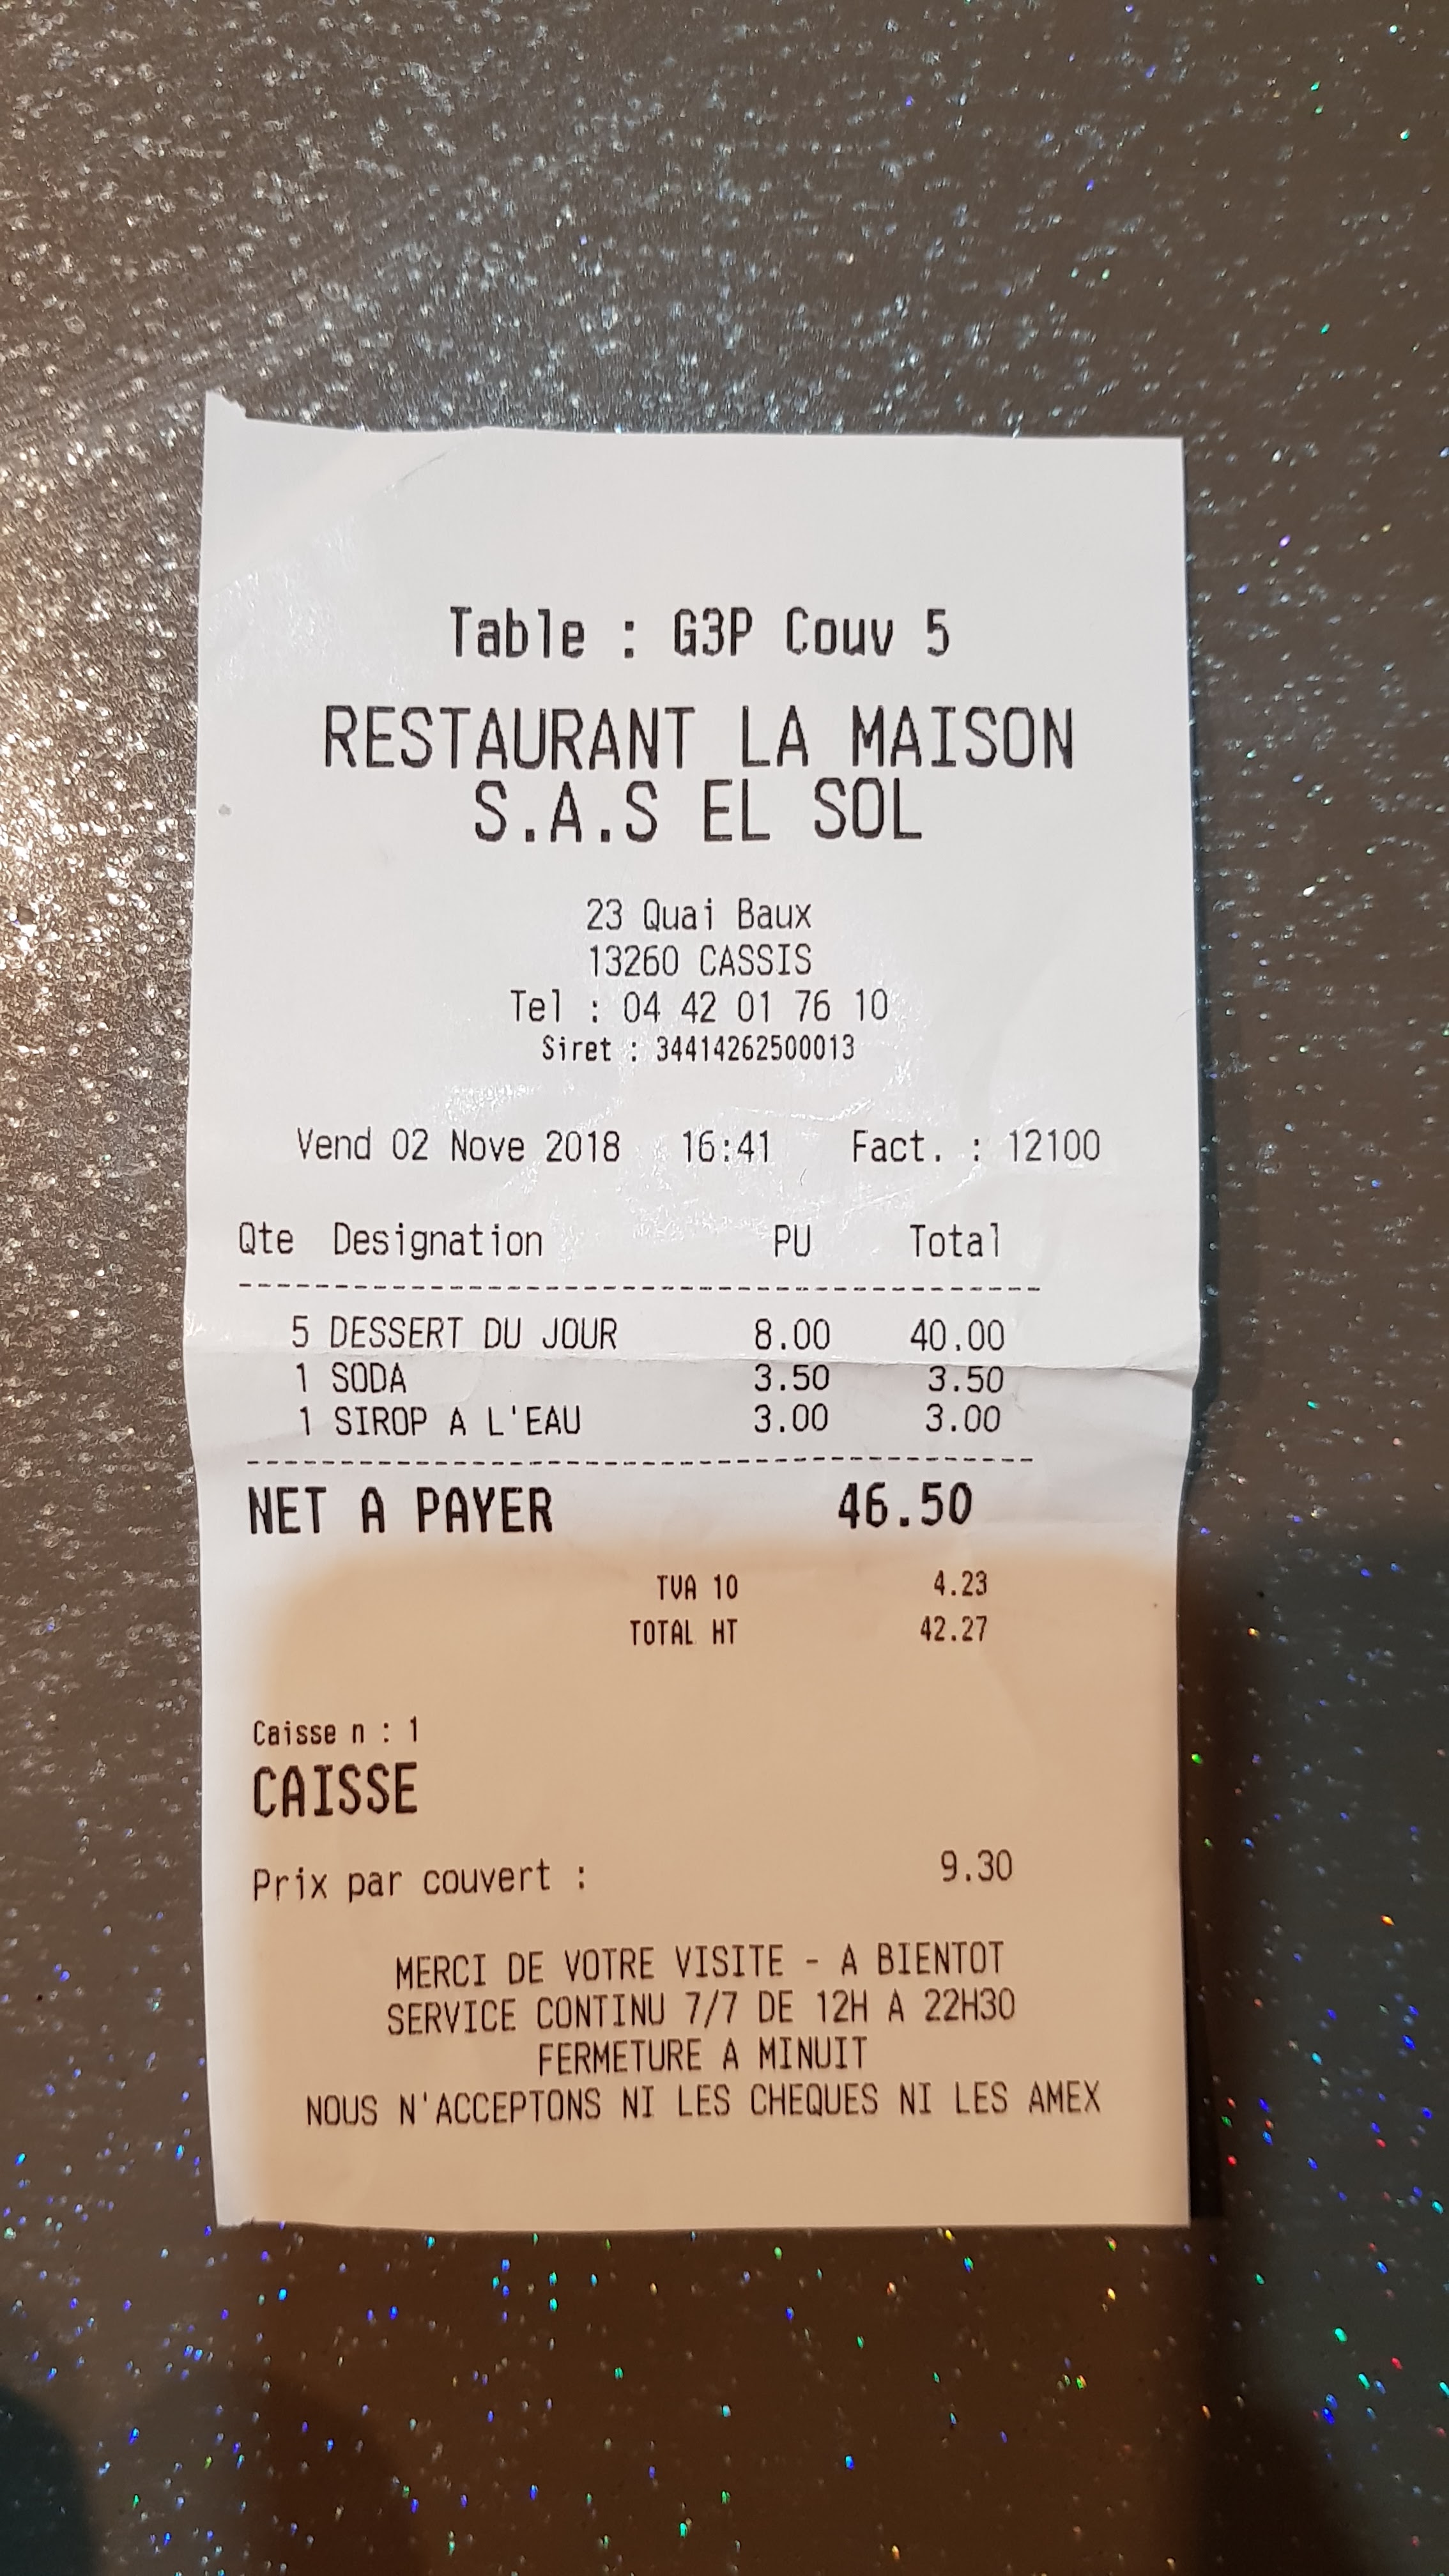 Table : G3P Couv 5
RESTAURANT LA MAISON
S.A.S EL SOL
23 Quai Baux
13260 CASSIS
Tel : 04 42 01 76 10
Siret : 34414262500013
Vend 02 Nove 2018 16:41 Fact. : 12100
Qte Designation PU Total
5 DESSERT DU JOUR 8.00 40.00
1 SODA 3.50 3.50
1 SIROP A L'EAU 3.00 3.00
NET A PAYER 46.50
TVA 10 4.23
TOTAL HT 42.27
Caisse n : 1
CAISSE
Prix par couvert : 9.30
MERCI DE VOTRE VISITE - A BIENTOT
SERVICE CONTINU 7/7 DE 12H A 22H30
FERMETURE A MINUIT
NOUS N'ACCEPTONS NI LES CHEQUES NI LES AMEX